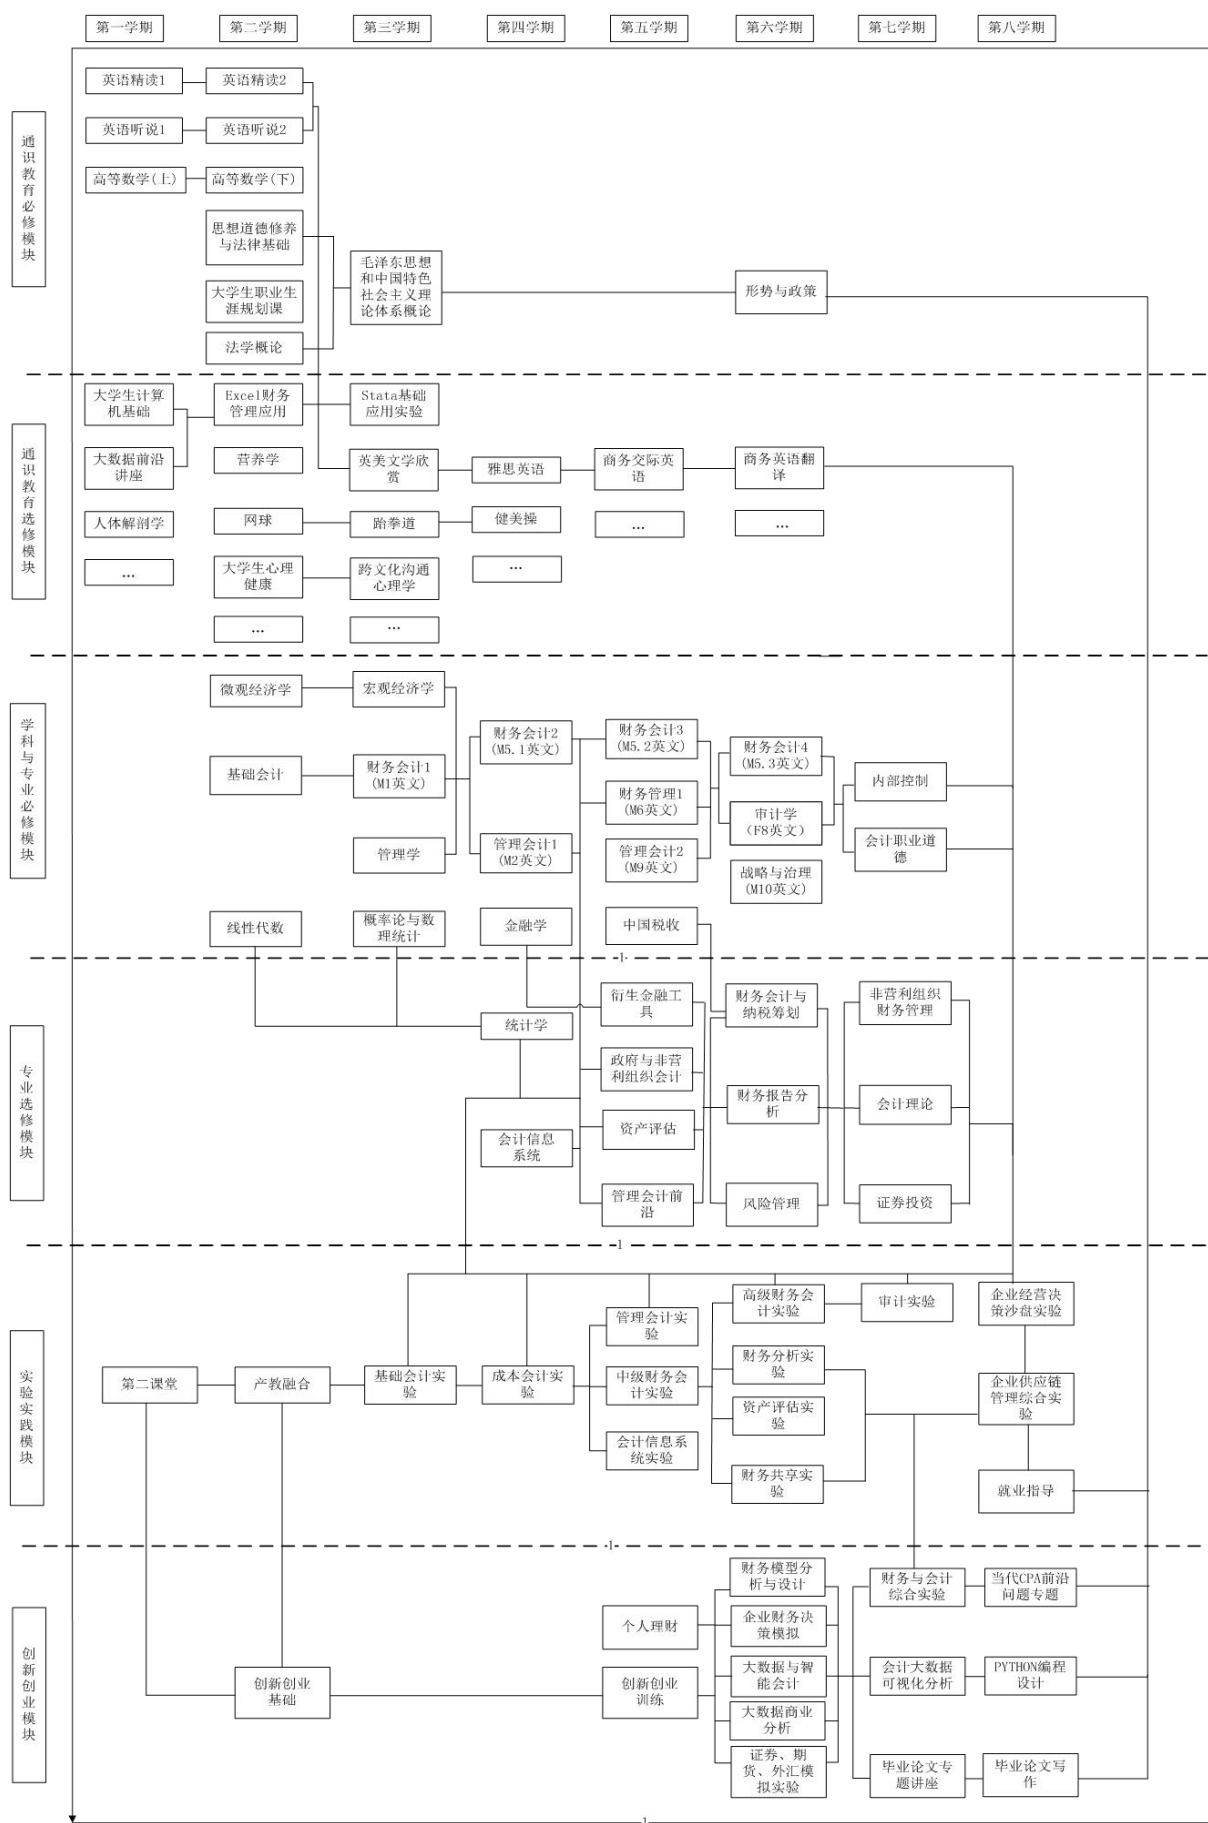 第一学期
第二学期
第三学期
第四学期
第五学期
第六学期
第七学期
第八学期
通识教育必修模块
英语精读1
英语精读2
英语听说1
英语听说2
高等数学(上)
高等数学(下)
思想道德修养
与法律基础
大学生职业生
涯规划课
法学概论
毛泽东思想
和中国特色
社会主义理
论体系概论
形势与政策
通识教育选修模块
大学生计算
机基础
Excel财务
管理应用
Stata基础
应用实验
大数据前沿
讲座
营养学
英美文学欣
赏
雅思英语
商务交际英
语
商务英语翻
译
人体解剖学
网球
跆拳道
健美操
...
...
...
大学生心理
健康
跨文化沟通
心理学
...
...
...
学科与专业必修模块
微观经济学
宏观经济学
基础会计
财务会计1
(M1英文)
管理学
财务会计2
(M5.1英文)
管理会计1
(M2英文)
财务会计3
(M5.2英文)
财务管理1
(M6英文)
管理会计2
(M9英文)
财务会计4
(M5.3英文)
审计学
(F8英文)
战略与治理
(M10英文)
内部控制
会计职业道
德
线性代数
概率论与数
理统计
金融学
中国税收
1
专业选修模块
统计学
会计信息
系统
衍生金融工
具
政府与非营
利组织会计
资产评估
管理会计前
沿
财务会计与
纳税筹划
财务报告分
析
风险管理
非营利组织
财务管理
会计理论
证券投资
1
实验实践模块
第二课堂
产教融合
基础会计实
验
成本会计实
验
管理会计实
验
中级财务会
计实验
会计信息系
统实验
高级财务会
计实验
财务分析实
验
资产评估实
验
财务共享实
验
审计实验
企业经营决
策沙盘实验
企业供应链
管理综合实
验
就业指导
1
创新创业模块
创新创业
基础
个人理财
创新创业
训练
财务模型分
析与设计
企业财务决
策模拟
大数据与智
能会计
大数据商业
分析
证券、期
货、外汇模
拟实验
财务与会计
综合实验
会计大数据
可视化分析
毕业论文专
题讲座
当代CPA前沿
问题专题
PYTHON编程
设计
毕业论文写
作
1